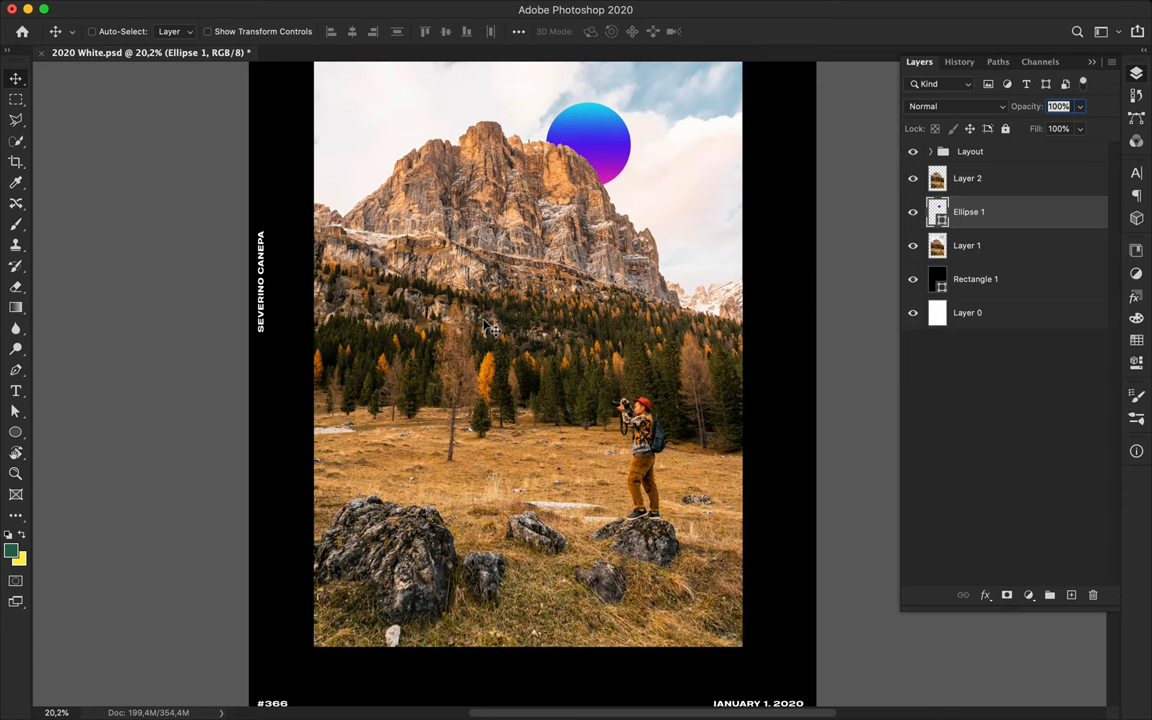 Adobe Photoshop 2020
Auto-Select: Layer Show Transform Controls 3D Mode:
2020 White.psd @ 20,2% (Ellipse 1, RGB/8) *
Layers History Paths Channels
Kind
Normal Opacity: 100%
Lock: Fill: 100%
Layout
Layer 2
Ellipse 1
Layer 1
Rectangle 1
Layer 0
SEVERINO CANEPA
#366 JANUARY 1, 2020
20,2% Doc: 199,4M/354,4M